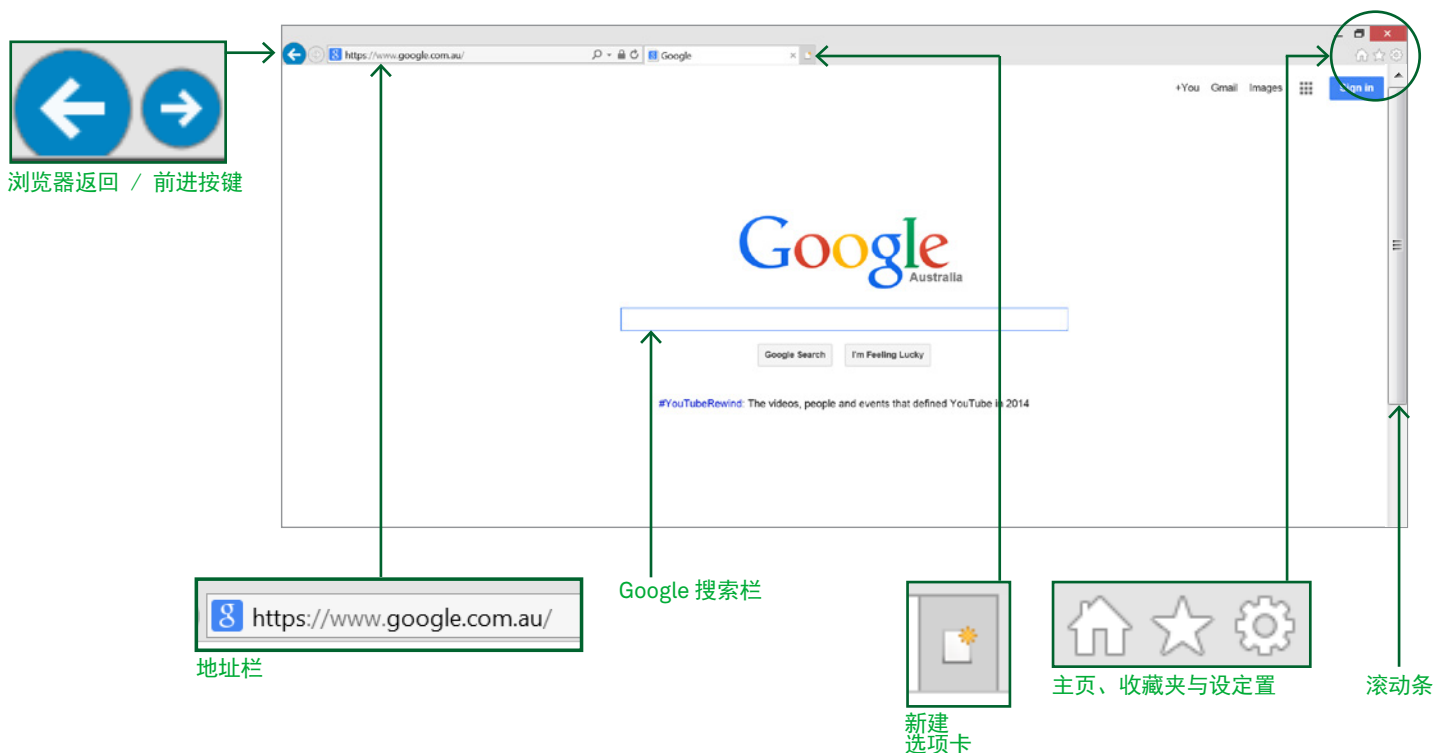 https://www.google.com.au/
Google
+You Gmail Images
Sign in
浏览器返回 / 前进按键
Google
Australia
Google Search
I'm Feeling Lucky
#YouTubeRewind: The videos, people and events that defined YouTube in 2014
Google 搜索栏
https://www.google.com.au/
地址栏
主页、收藏夹与设定置
滚动条
新建
选项卡